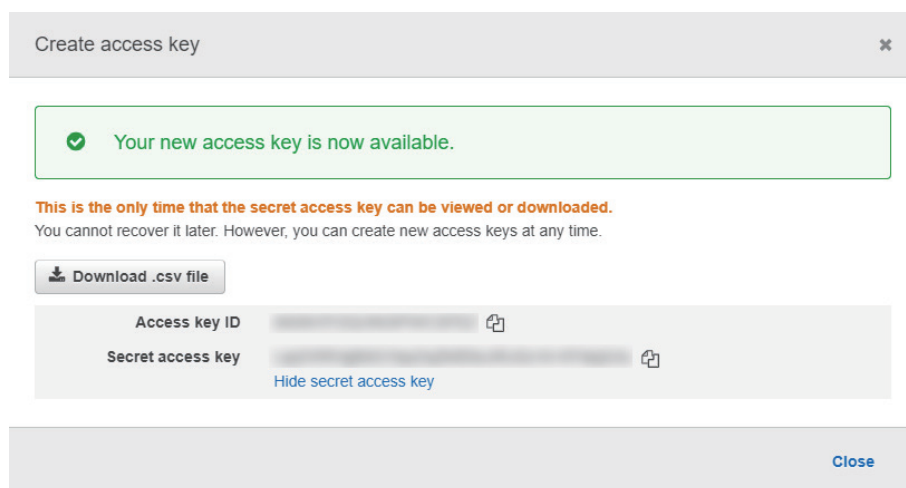 Create access key
Your new access key is now available.
This is the only time that the secret access key can be viewed or downloaded.
You cannot recover it later. However, you can create new access keys at any time.
Download .csv file
Access key ID
Secret access key
Hide secret access key
Close